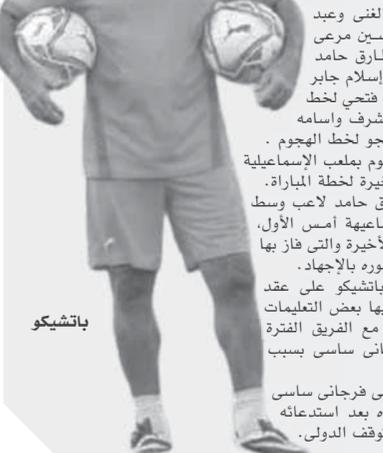 الغنى وعبد
سين مرعى
طارق حامد
إسلام جابر
فتحي لخط
شرف واسامه
جو لخط الهجوم .
وم بملعب الإسماعيلية
خيرة لخطة المباراة.
ق حامد لاعب وسط
ماعيهة أمس الأول،
لأخيرة والتى فاز بها
وره بالإجهاد.
باتشيكو على عقد
يها بعض التعليمات
مع الفريق الفترة
انى ساسى بسبب
ى فرجانى ساسى
ه بعد استدعائه
توقف الدولى.
باتشيكو